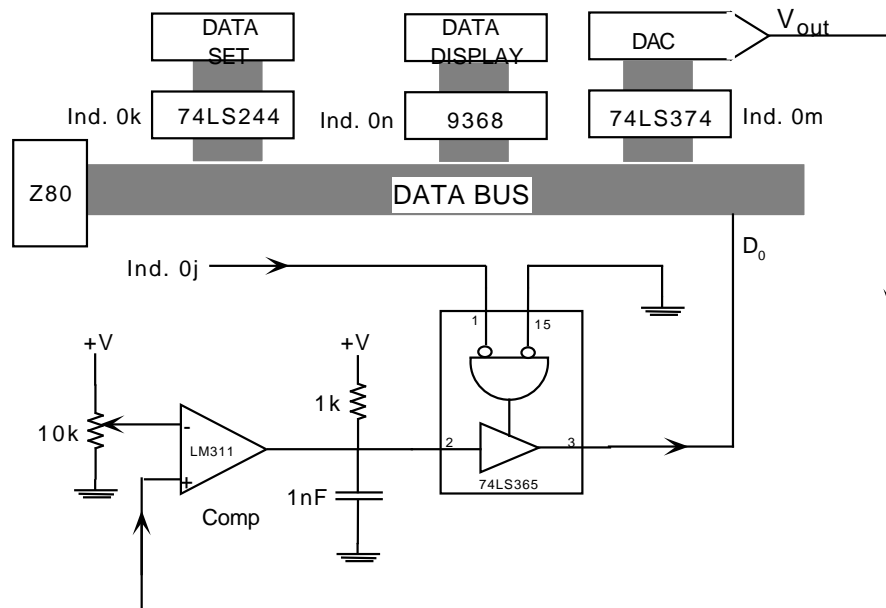 DATA
SET
DATA
DISPLAY
DAC
Vout
Ind. 0k
74LS244
Ind. 0n
9368
74LS374
Ind. 0m
Z80
DATA BUS
D0
Ind. 0j
1
15
+V
+V
1k
10k
-
LM311
+
2
3
74LS365
1nF
Comp